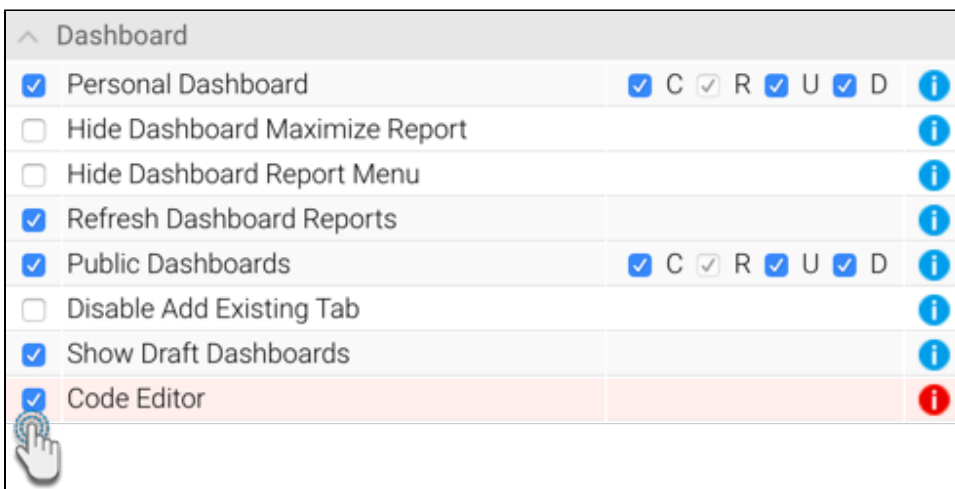 Dashboard
Personal Dashboard C R U D i
Hide Dashboard Maximize Report i
Hide Dashboard Report Menu i
Refresh Dashboard Reports i
Public Dashboards C R U D i
Disable Add Existing Tab i
Show Draft Dashboards i
Code Editor i